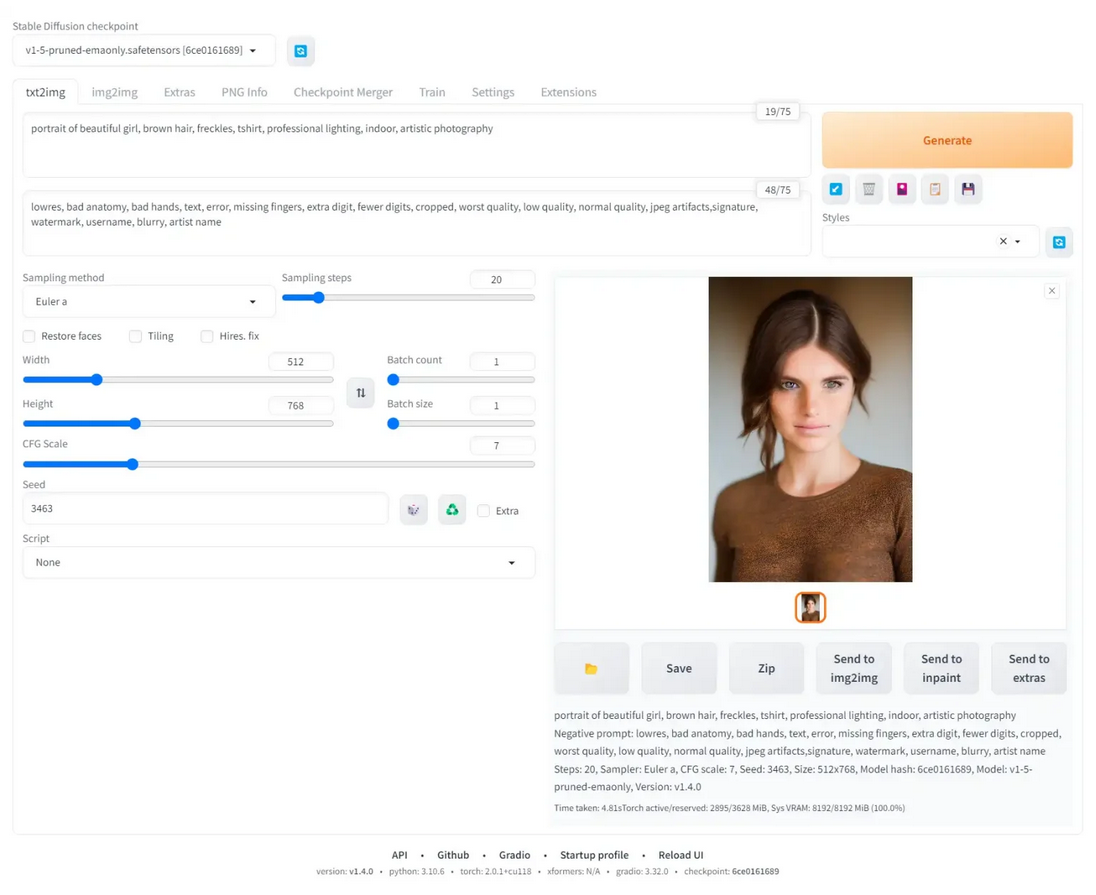 Stable Diffusion checkpoint
v1-5-pruned-emaonly.safetensors [6ce0161689]
txt2img img2img Extras PNG Info Checkpoint Merger Train Settings Extensions
19/75
portrait of beautiful girl, brown hair, freckles, tshirt, professional lighting, indoor, artistic photography
Generate
48/75
lowres, bad anatomy, bad hands, text, error, missing fingers, extra digit, fewer digits, cropped, worst quality, low quality, normal quality, jpeg artifacts,signature,
watermark, username, blurry, artist name
Styles
Sampling method
Euler a
Sampling steps
20
Restore faces Tiling Hires. fix
Width
512
Batch count
1
Height
768
Batch size
1
CFG Scale
7
Seed
3463
Extra
Script
None
Save
Zip
Send to
img2img
Send to
inpaint
Send to
extras
portrait of beautiful girl, brown hair, freckles, tshirt, professional lighting, indoor, artistic photography
Negative prompt: lowres, bad anatomy, bad hands, text, error, missing fingers, extra digit, fewer digits, cropped,
worst quality, low quality, normal quality, jpeg artifacts,signature, watermark, username, blurry, artist name
Steps: 20, Sampler: Euler a, CFG scale: 7, Seed: 3463, Size: 512x768, Model hash: 6ce0161689, Model: v1-5-
pruned-emaonly, Version: v1.4.0
Time taken: 4.81sTorch active/reserved: 2895/3628 MiB, Sys VRAM: 8192/8192 MiB (100.0%)
API • Github • Gradio • Startup profile • Reload UI
version: v1.4.0 • python: 3.10.6 • torch: 2.0.1+cu118 • xformers: N/A • gradio: 3.32.0 • checkpoint: 6ce0161689